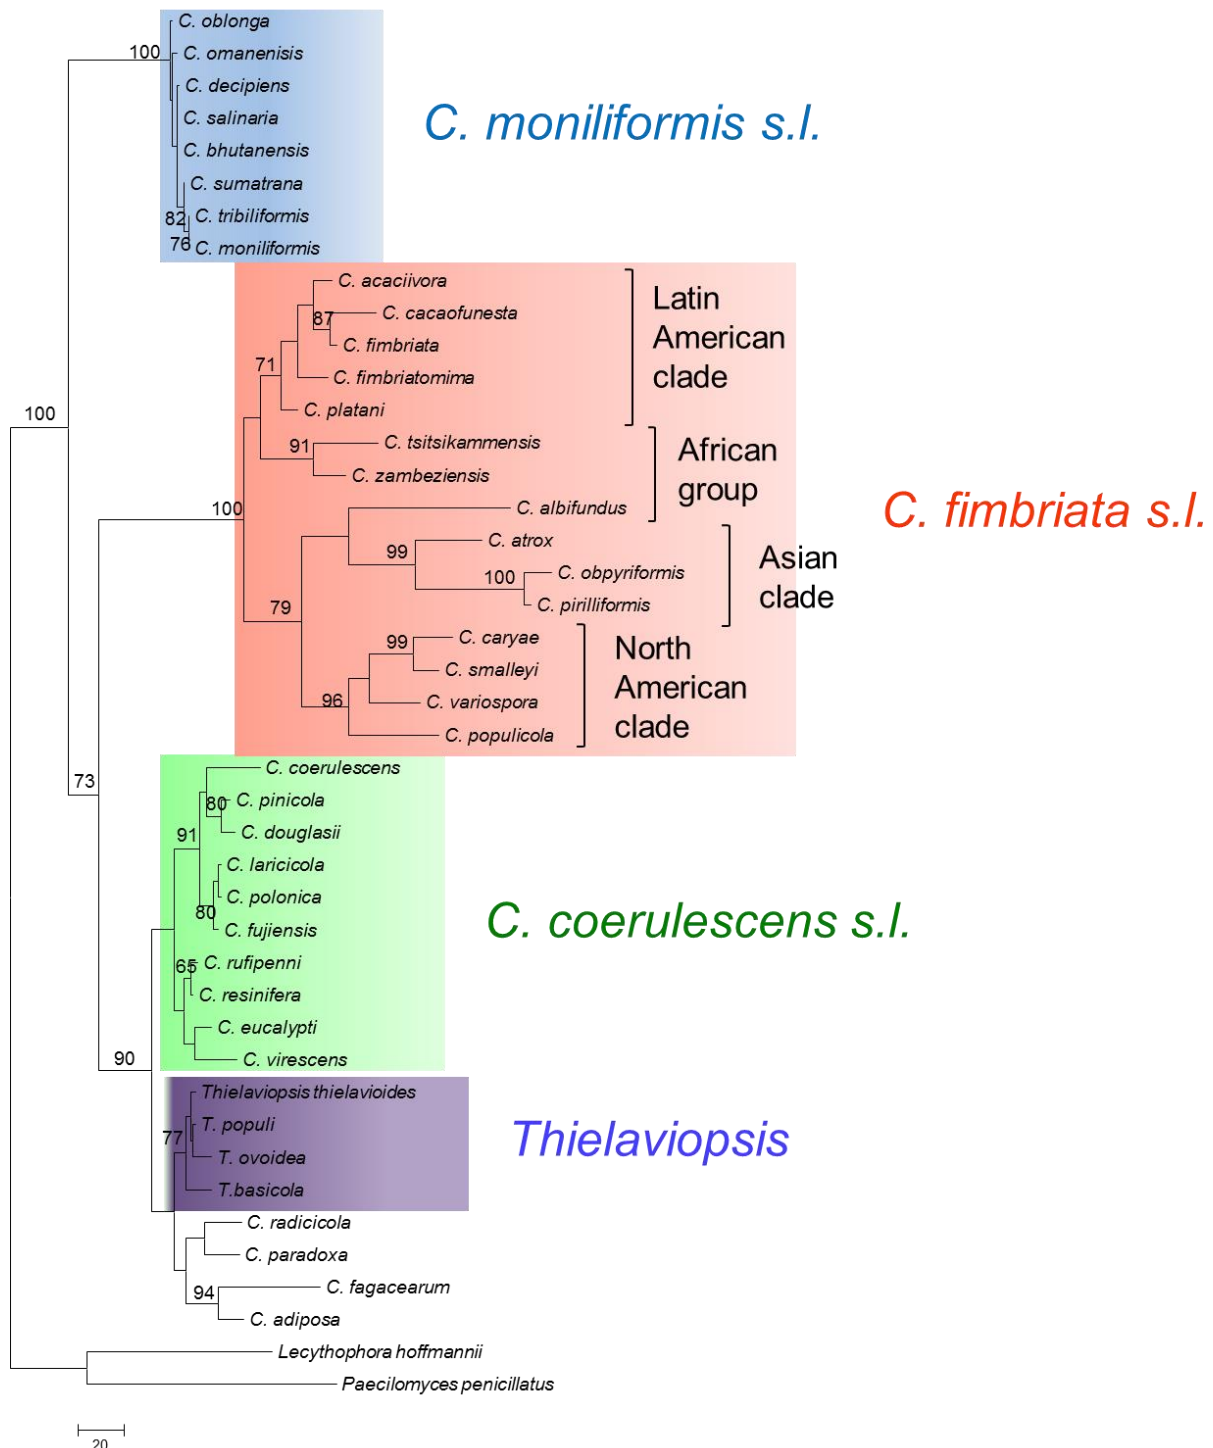 C. oblonga
100
C. omanenisis
C. decipiens
C. moniliformis s.l.
C. salinaria
C. bhutanensis
C. sumatrana
82
C. tribiliformis
76
C. moniliformis
C. acaciivora
Latin
American
clade
87
C. cacaofunesta
C. fimbriata
71
C. fimbriatomima
C. platani
100
91
C. tsitsikammensis
African
group
C. zambeziensis
100
C. albifundus
C. fimbriata s.l.
99
C. atrox
Asian
clade
100
C. obpyriformis
79
C. pirilliformis
99
C. caryae
North
American
clade
C. smalleyi
96
C. variospora
C. populicola
73
C. coerulescens
80
C. pinicola
91
C. douglasii
C. laricicola
C. polonica
80
C. coerulescens s.l.
C. fujiensis
65
C. rufipenni
C. resinifera
C. eucalypti
90
C. virescens
Thielaviopsis thielavioides
77
T. populi
Thielaviopsis
T. ovoidea
T.basicola
C. radicicola
C. paradoxa
94
C. fagacearum
C. adiposa
Lecythophora hoffmannii
Paecilomyces penicillatus
20